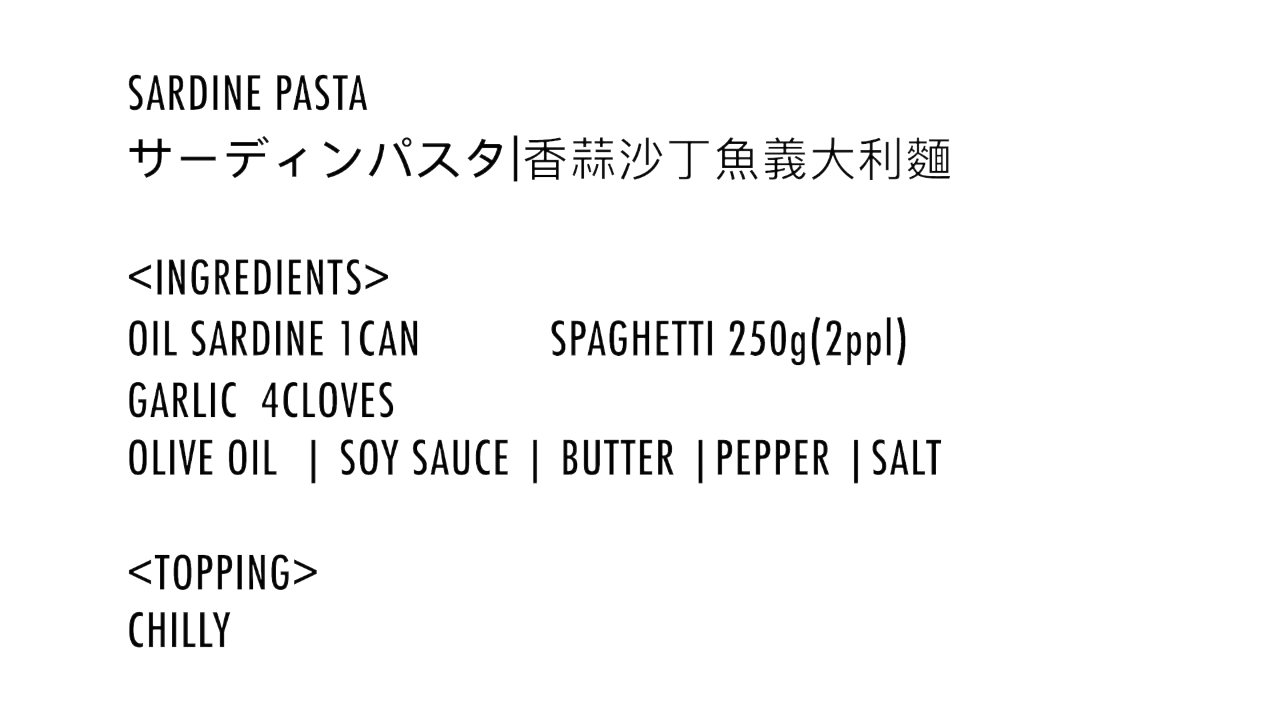 SARDINE PASTA
サーディンパスタ|香蒜沙丁魚義大利麵
<INGREDIENTS>
OIL SARDINE 1CAN SPAGHETTI 250g(2ppl)
GARLIC 4CLOVES
OLIVE OIL | SOY SAUCE | BUTTER |PEPPER |SALT
<TOPPING>
CHILLY